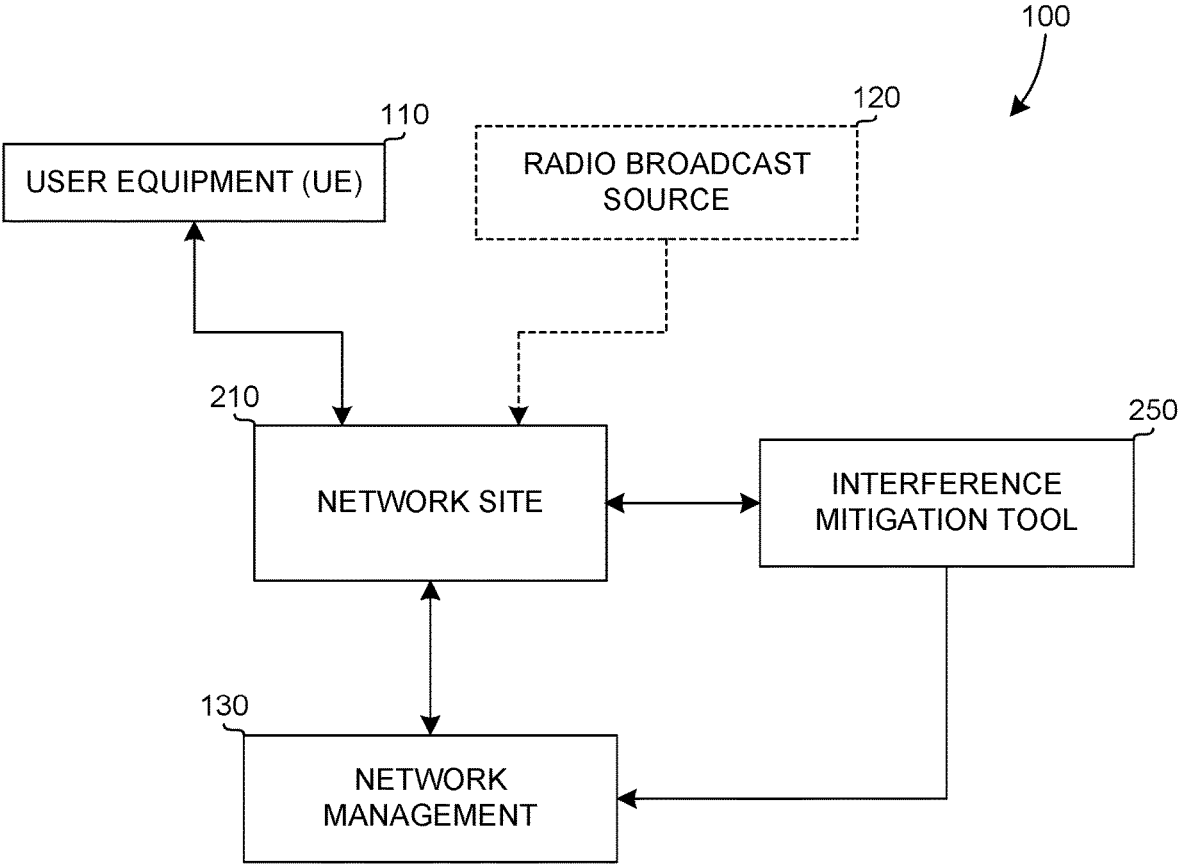 100
110
120
USER EQUIPMENT (UE)
RADIO BROADCAST
SOURCE
210
250
NETWORK SITE
INTERFERENCE
MITIGATION TOOL
130
NETWORK
MANAGEMENT